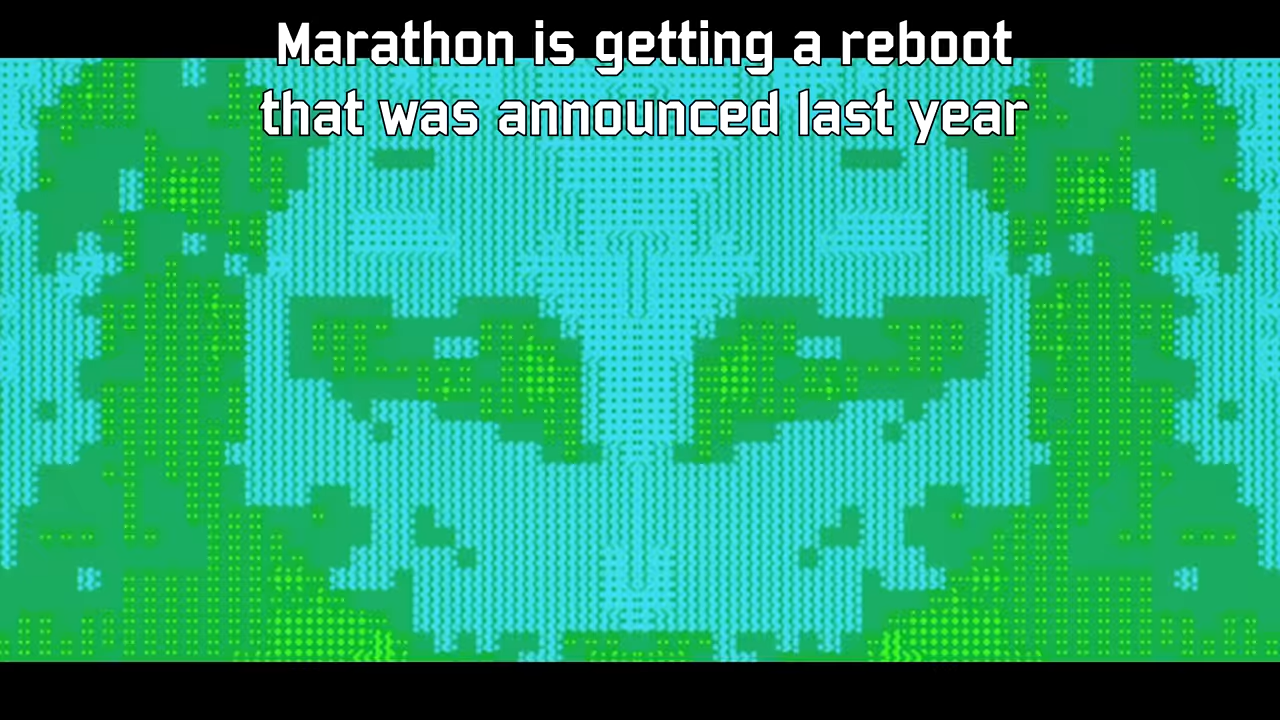 Marathon is getting a reboot
that was announced last year